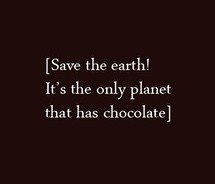 [Save the earth!
It's the only planet
that has chocolate]